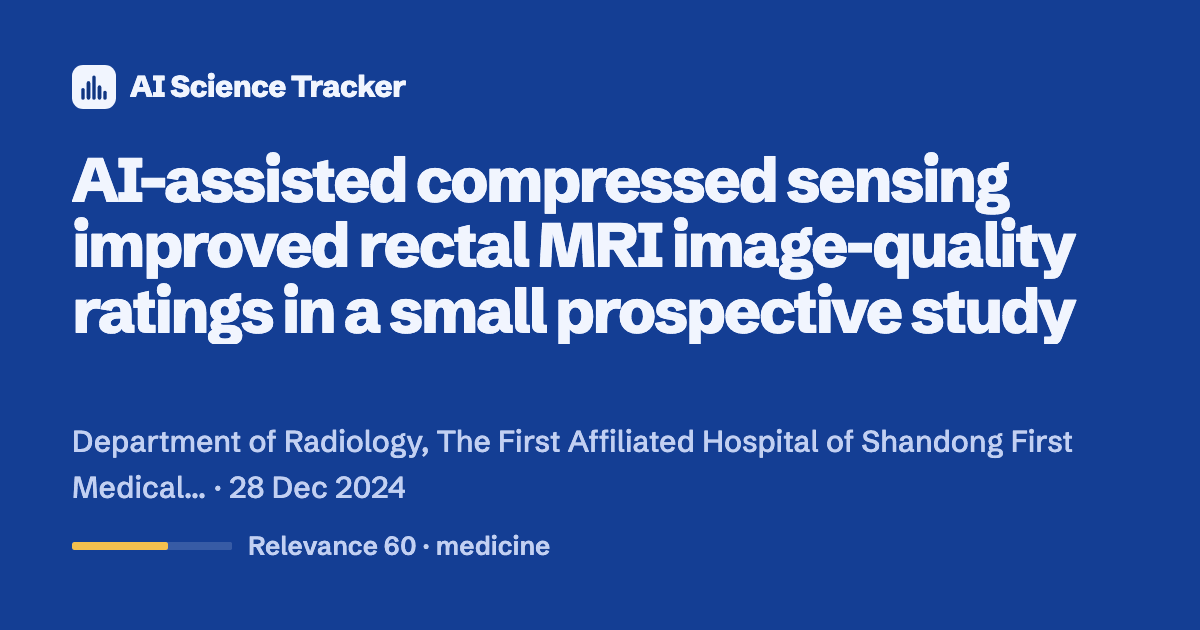 AI Science Tracker
AI-assisted compressed sensing
improved rectal MRI image-quality
ratings in a small prospective study
Department of Radiology, The First Affiliated Hospital of Shandong First
Medical... · 28 Dec 2024
Relevance 60 · medicine